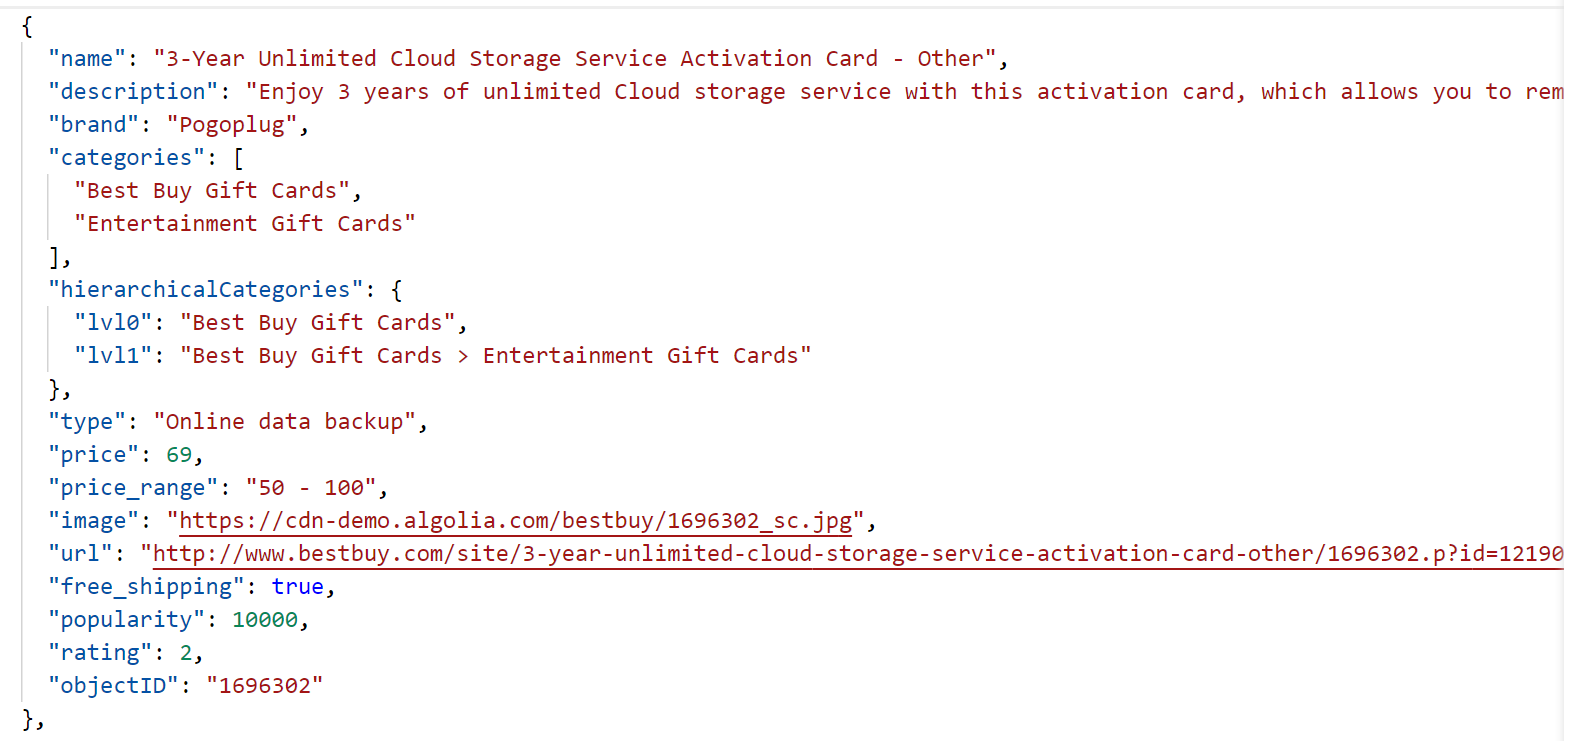 {
"name": "3-Year Unlimited Cloud Storage Service Activation Card - Other",
"description": "Enjoy 3 years of unlimited Cloud storage service with this activation card, which allows you to rem
"brand": "Pogoplug",
"categories": [
"Best Buy Gift Cards",
"Entertainment Gift Cards"
],
"hierarchicalCategories": {
"lvl0": "Best Buy Gift Cards",
"lvl1": "Best Buy Gift Cards > Entertainment Gift Cards"
},
"type": "Online data backup",
"price": 69,
"price_range": "50 - 100",
"image": "https://cdn-demo.algolia.com/bestbuy/1696302_sc.jpg",
"url": "http://www.bestbuy.com/site/3-year-unlimited-cloud-storage-service-activation-card-other/1696302.p?id=12190
"free_shipping": true,
"popularity": 10000,
"rating": 2,
"objectID": "1696302"
},